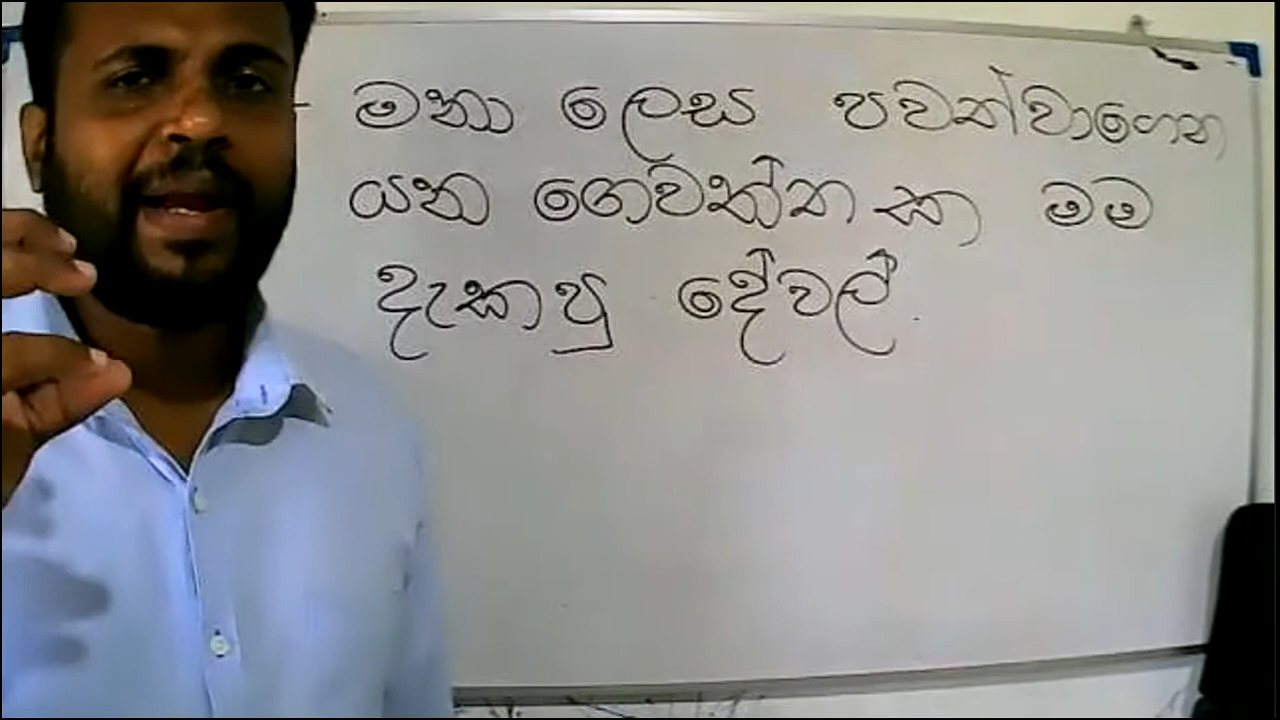 - මනා ලෙස පවත්වාගෙන
යන ගෙවත්තක මම
දැකපු දේවල්.